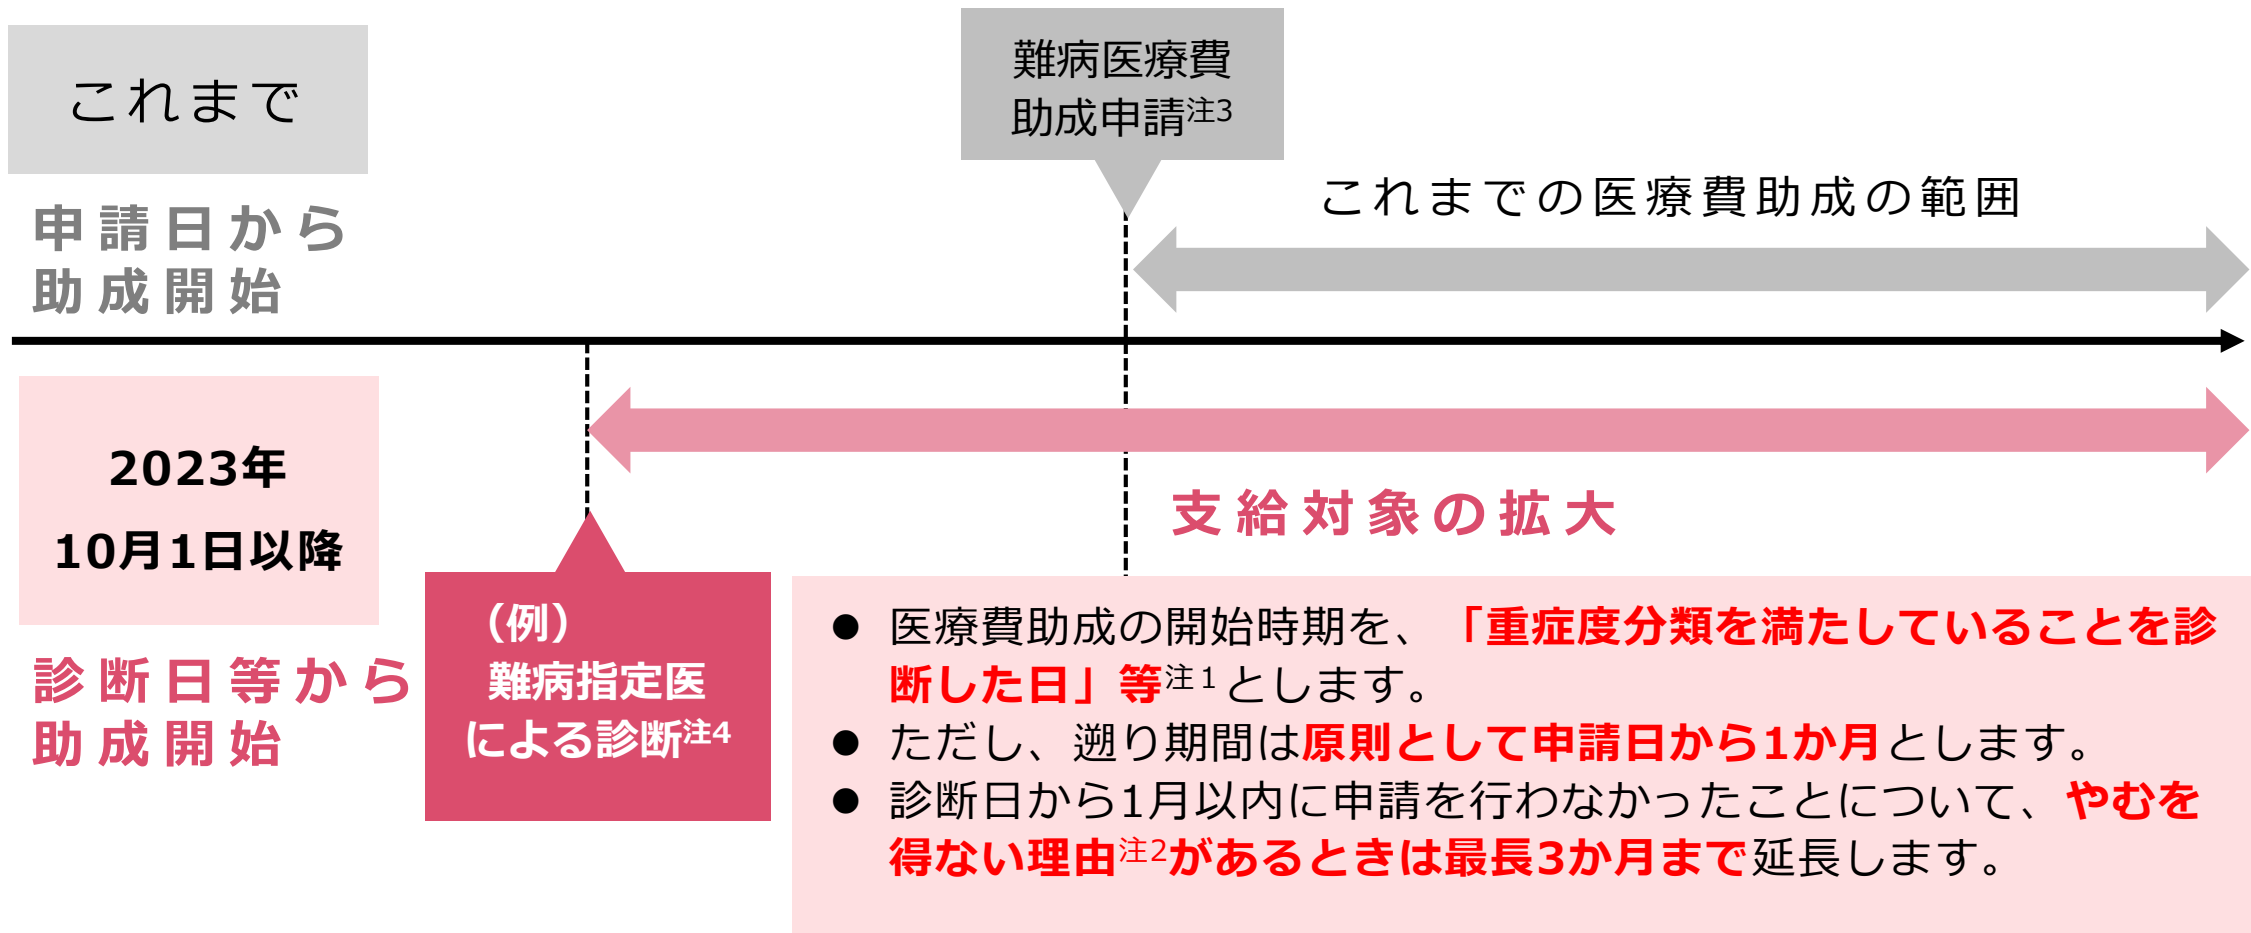 これまで
難病医療費
助成申請注3
申請日から
助成開始
これまでの医療費助成の範囲
2023年
10月1日以降
診断日等から
助成開始
支給対象の拡大
（例）
難病指定医
による診断注4
● 医療費助成の開始時期を、「重症度分類を満たしていることを診
断した日」等注１とします。
● ただし、遡り期間は原則として申請日から1か月とします。
● 診断日から1月以内に申請を行わなかったことについて、やむを
得ない理由注2があるときは最長3か月まで延長します。